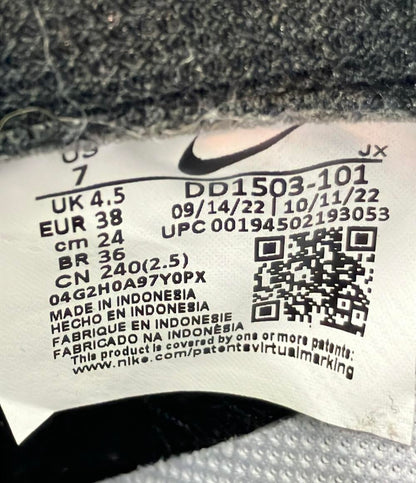 US
7
JX
UK 4.5
EUR 38
cm 24
BR 36
CN 240(2.5)
DD1503-101
09/14/22 | 10/11/22
UPC 00194502193053
04G2H0A97Y0PX
MADE IN INDONESIA
HECHO EN INDONESIA
FABRIQUE EN INDONESIE
FABRICADO NA INDONÉSIA
This product is covered by one or more patents:
www.nike.com/patentsvirtualmarking